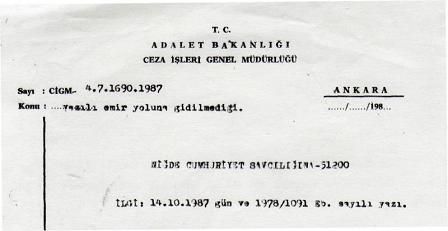 T. C.
ADALET BAKANLIĞI
CEZA İŞLERİ GENEL MÜDÜRLÜĞÜ
Sayı : CİGM- 4.7.1690.1987
ANKARA
Konu : ....yazılı emir yoluna gidilmediği.
....../....../198...
NİĞDE CUMHURİYET SAVCILIĞINA-51200
İLGİ: 14.10.1987 gün ve 1978/1091 gb. sayılı yazı.